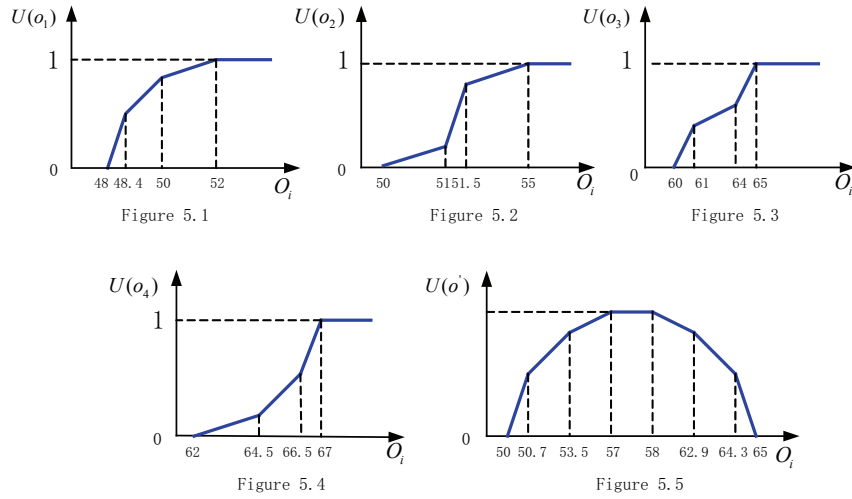 U(o₁)
1
0
48 48.4 50 52
Oᵢ
Figure 5.1
U(o₂)
1
0
50 51 51.5 55
Oᵢ
Figure 5.2
U(o₃)
1
0
60 61 64 65
Oᵢ
Figure 5.3
U(o₄)
1
0
62 64.5 66.5 67
Oᵢ
Figure 5.4
U(o')
0
50 50.7 53.5 57 58 62.9 64.3 65
Oᵢ
Figure 5.5